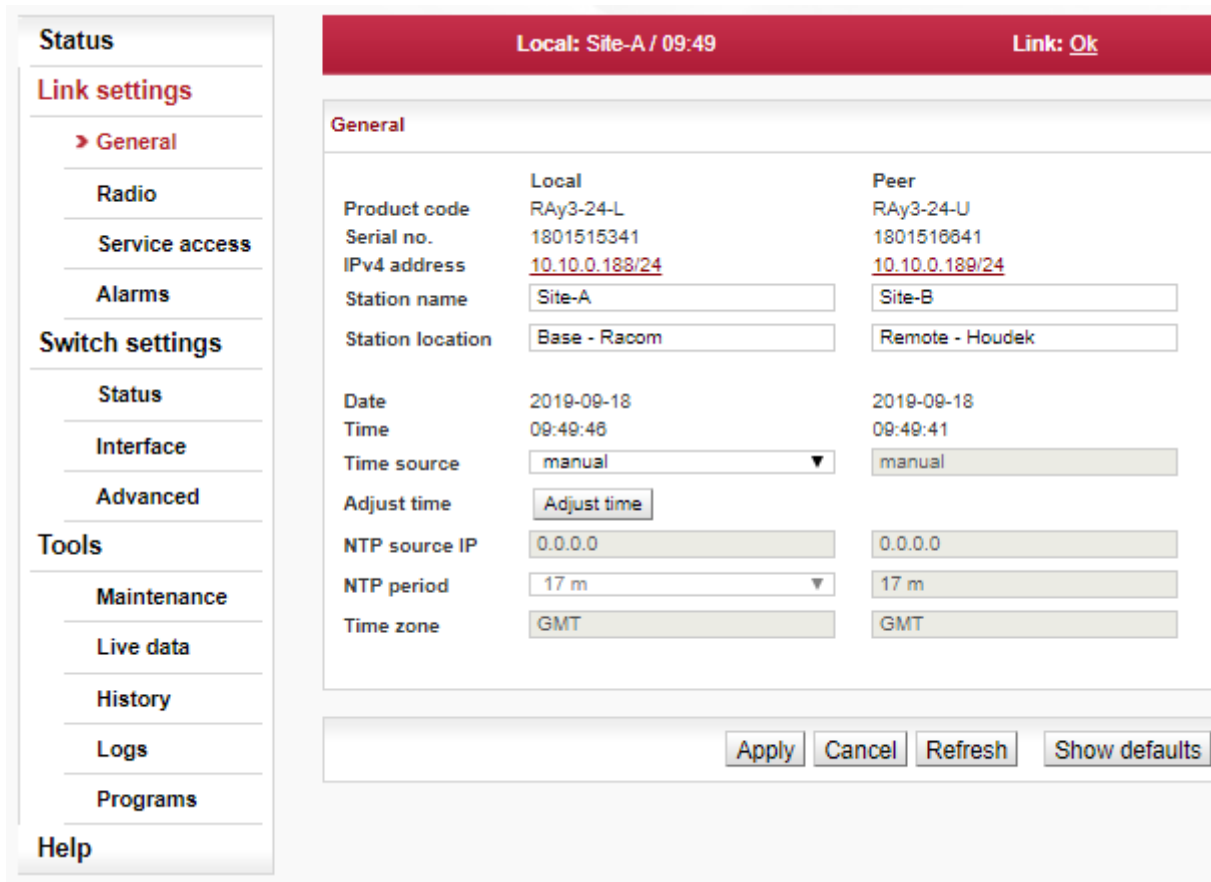 Status
Link settings
General
Radio
Service access
Alarms
Switch settings
Status
Interface
Advanced
Tools
Maintenance
Live data
History
Logs
Programs
Help
Local: Site-A / 09:49 Link: Ok
General
Local Peer
Product code RAy3-24-L RAy3-24-U
Serial no. 1801515341 1801516641
IPv4 address 10.10.0.188/24 10.10.0.189/24
Station name Site-A Site-B
Station location Base - Racom Remote - Houdek
Date 2019-09-18 2019-09-18
Time 09:49:46 09:49:41
Time source manual manual
Adjust time Adjust time
NTP source IP 0.0.0.0 0.0.0.0
NTP period 17 m 17 m
Time zone GMT GMT
Apply Cancel Refresh Show defaults